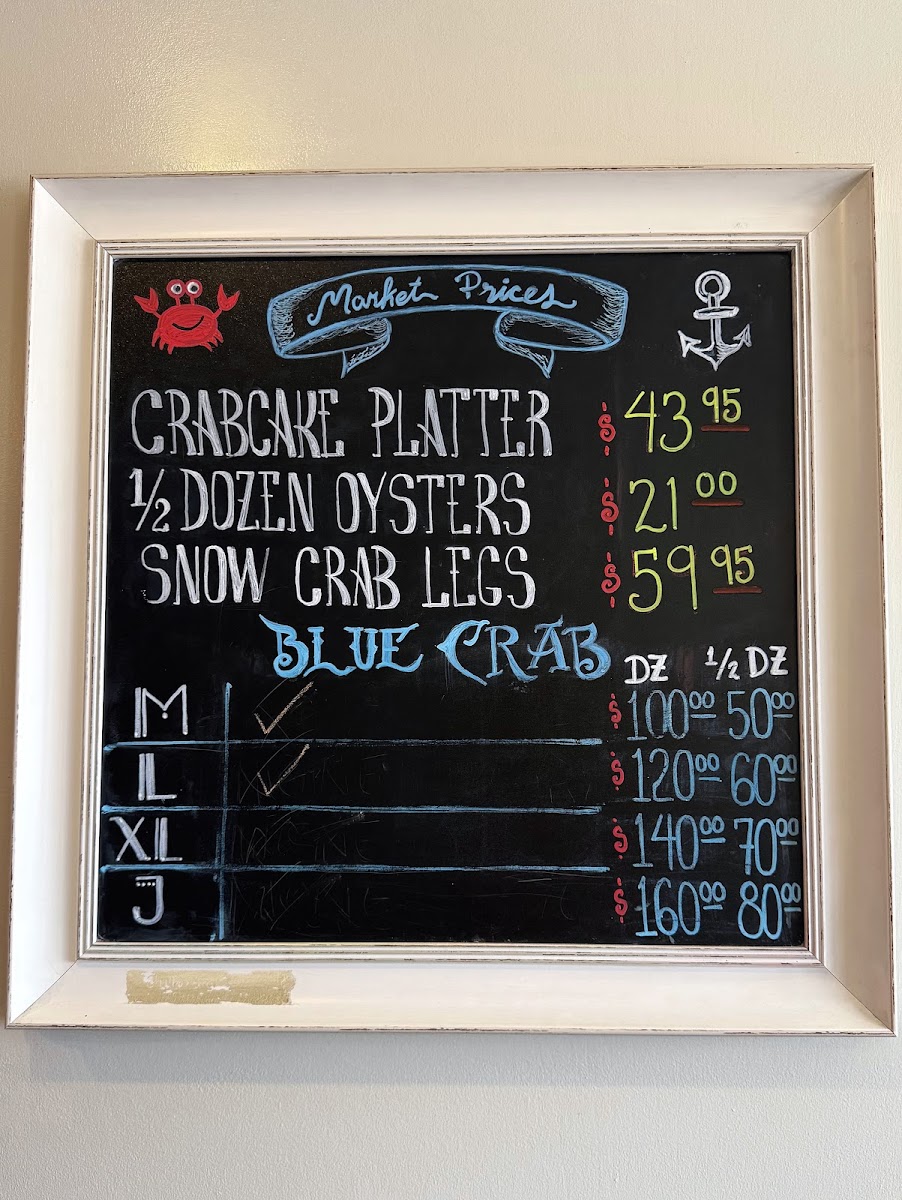 Market Prices
CRABCAKE PLATTER $ 43 95
1/2 DOZEN OYSTERS $ 21 00
SNOW CRAB LEGS $ 59 95
BLUE CRAB DZ 1/2 DZ
M ✓ $ 100 00 50 00
L ✓ $ 120 00 60 00
XL $ 140 00 70 00
J $ 160 00 80 00